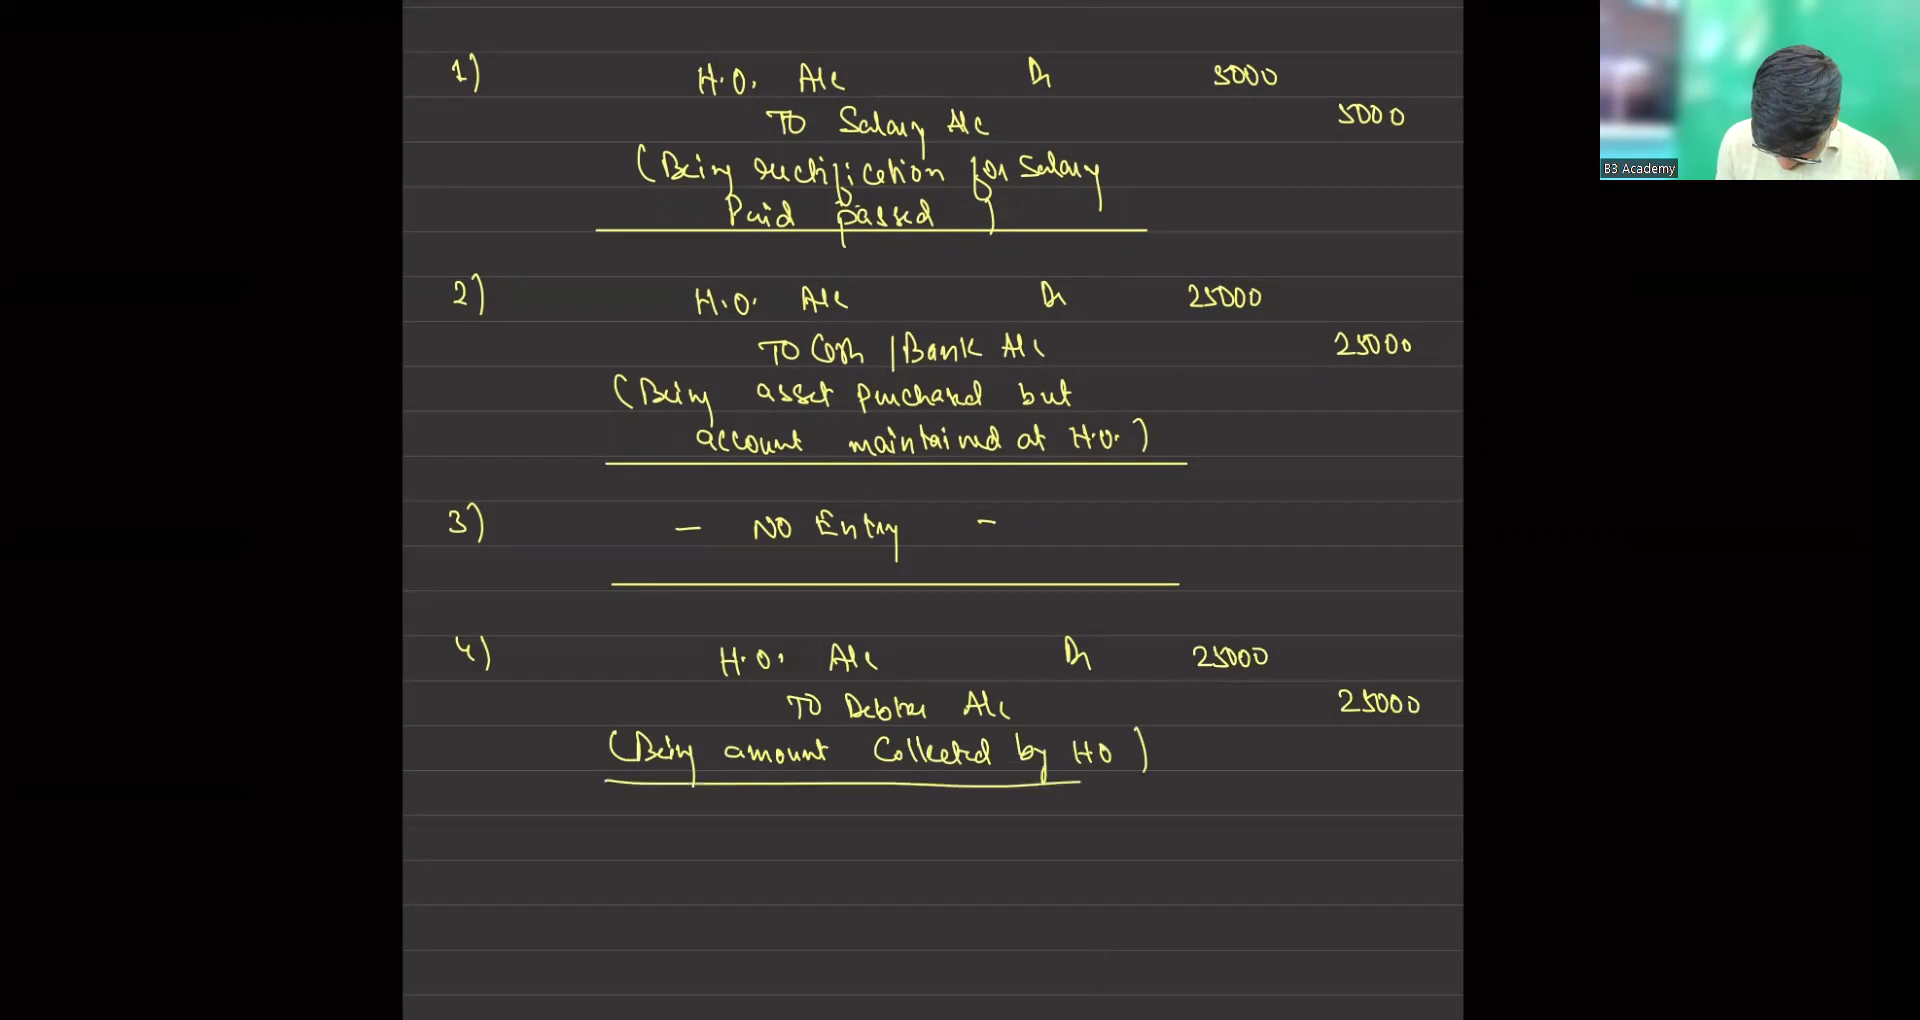 1) H.O. A/c Dr 5000
To Salary A/c 5000
(Being rectification for Salary
Paid passed)
2) H.O. A/c Dr 25000
To Cash | Bank A/c 25000
(Being asset purchased but
account maintained at H.O.)
3) - NO Entry -
4) H.O. A/c Dr 25000
To Debtor A/c 25000
(Being amount Collected by HO)
B3 Academy